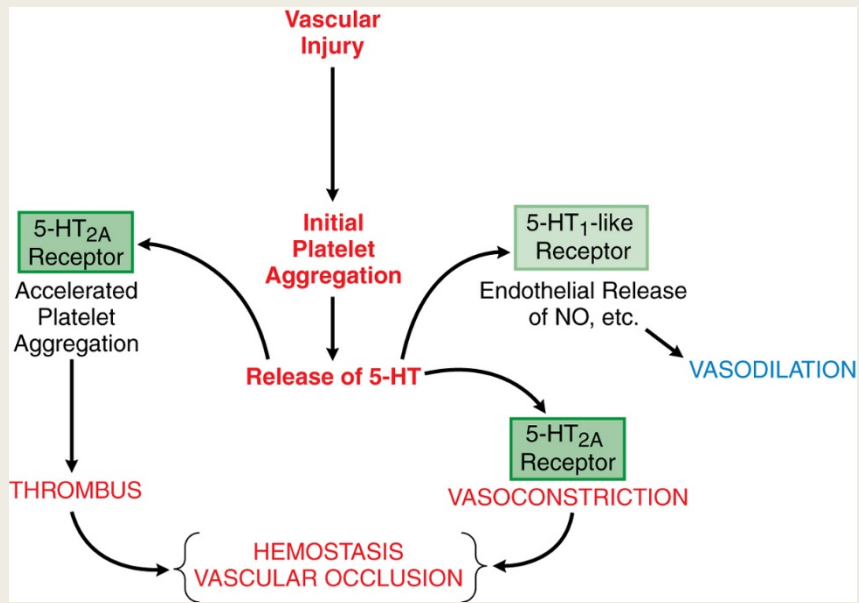 Vascular
Injury
Initial
Platelet
Aggregation
Release of 5-HT
5-HT2A
Receptor
Accelerated
Platelet
Aggregation
THROMBUS
5-HT1-like
Receptor
Endothelial Release
of NO, etc.
VASODILATION
5-HT2A
Receptor
VASOCONSTRICTION
HEMOSTASIS
VASCULAR OCCLUSION